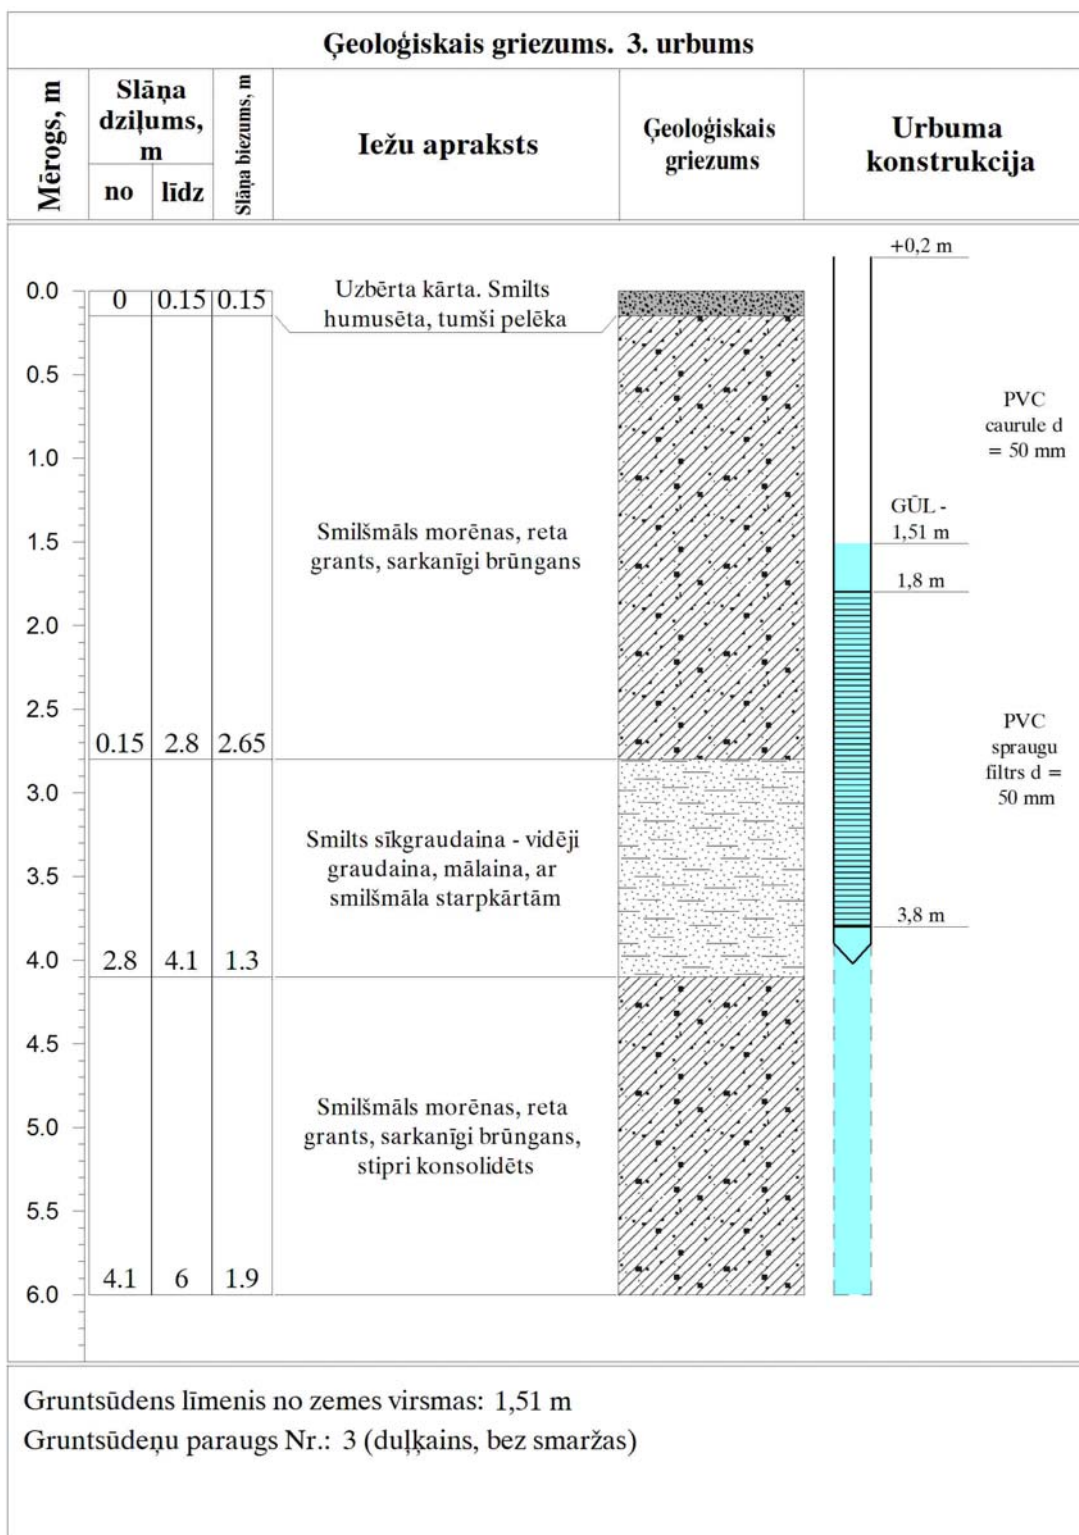 Ģeoloģiskais griezums. 3. urbums
Mērogs, m
Slāņa
dziļums,
m
no
līdz
Slāņa biezums, m
Iežu apraksts
Ģeoloģiskais
griezums
Urbuma
konstrukcija
+0,2 m
0.0
0 0.15 0.15
Uzbērta kārta. Smilts
humusēta, tumši pelēka
0.5
PVC
caurule d
= 50 mm
1.0
GŪL -
1,51 m
1.5
Smilšmāls morēnas, reta
grants, sarkanīgi brūngans
1,8 m
2.0
2.5
0.15 2.8 2.65
PVC
spraugu
filtrs d =
50 mm
3.0
Smilts sīkgraudaina - vidēji
graudaina, mālaina, ar
smilšmāla starpkārtām
3.5
3,8 m
4.0
2.8 4.1 1.3
4.5
5.0
Smilšmāls morēnas, reta
grants, sarkanīgi brūngans,
stipri konsolidēts
5.5
4.1 6 1.9
6.0
Gruntsūdens līmenis no zemes virsmas: 1,51 m
Gruntsūdeņu paraugs Nr.: 3 (duļķains, bez smaržas)